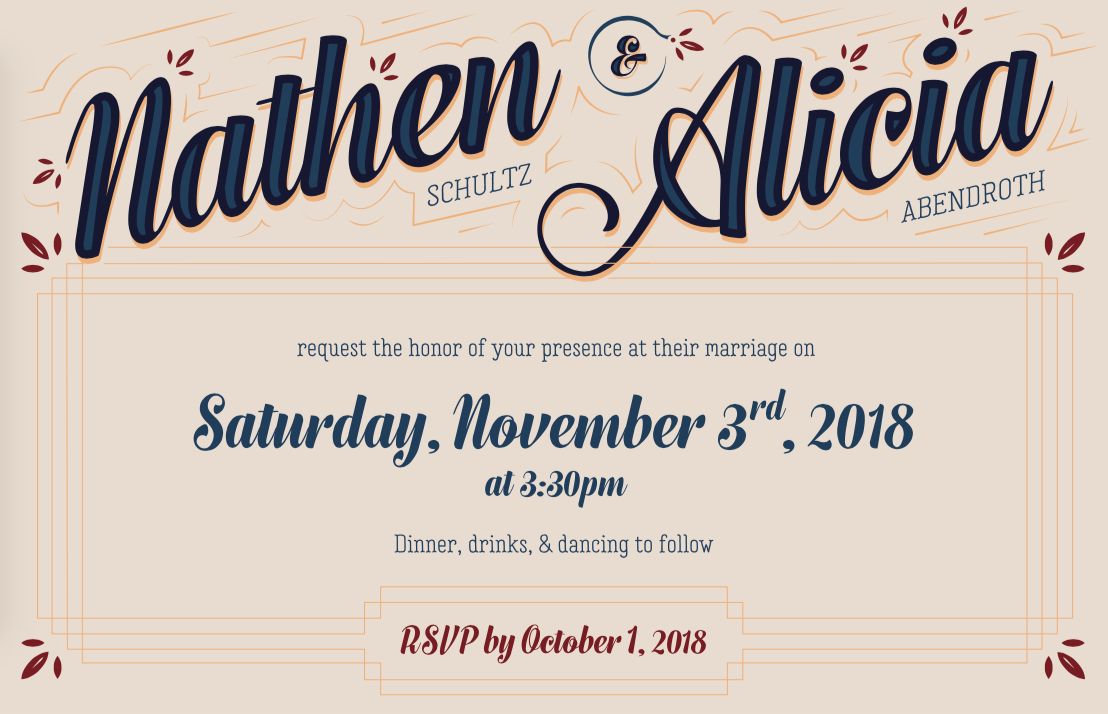 Nathen & Alicia
SCHULTZ ABENDROTH
request the honor of your presence at their marriage on
Saturday, November 3rd, 2018
at 3:30pm
Dinner, drinks, & dancing to follow
RSVP by October 1, 2018